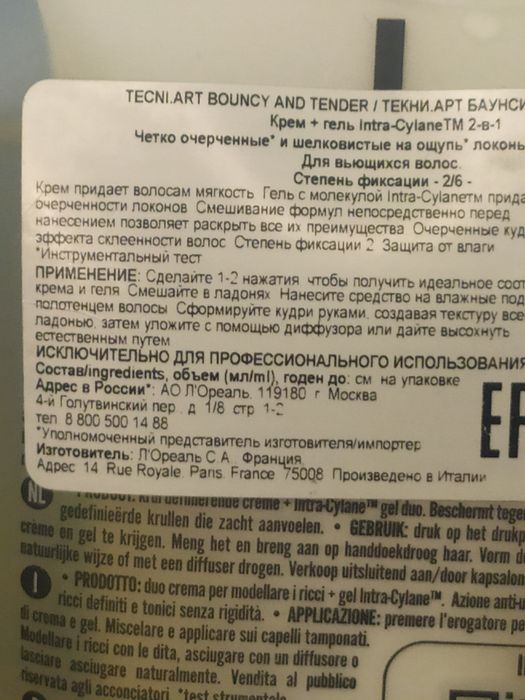 TECNI.ART BOUNCY AND TENDER / ТЕКНИ.АРТ БАУНСИ
Крем + гель Intra-CylaneTM 2-в-1
Четко очерченные* и шелковистые на ощупь* локоны
Для вьющихся волос.
Степень фиксации - 2/6 -
Крем придает волосам мягкость Гель с молекулой Intra-Cylaneтм прида
очерченности локонов Смешивание формул непосредственно перед
нанесением позволяет раскрыть все их преимущества Очерченные куд
эффекта склеенности волос Степень фиксации 2 Защита от влаги
*Инструментальный тест
ПРИМЕНЕНИЕ: Сделайте 1-2 нажатия чтобы получить идеальное соот
крема и геля Смешайте в ладонях Нанесите средство на влажные под
полотенцем волосы Сформируйте кудри руками, создавая текстуру все
ладонью, затем уложите с помощью диффузора или дайте высохнуть
естественным путем
ИСКЛЮЧИТЕЛЬНО ДЛЯ ПРОФЕССИОНАЛЬНОГО ИСПОЛЬЗОВАНИЯ
Состав/ingredients, объем (мл/ml), годен до: см на упаковке
Адрес в России*: АО Л'Ореаль. 119180 г Москва
4-й Голутвинский пер. д 1/8 стр 1-2
тел 8 800 500 14 88
*Уполномоченный представитель изготовителя/импортер
Изготовитель: Л'Ореаль С.А., Франция,
Адрес 14 Rue Royale, Paris, France 75008 Произведено в Италии
NL PRODUCT: krul definiërende crème + Intra-Cylane™ gel duo. Beschermt tege
gedefinieërde krullen die zacht aanvoelen. • GEBRUIK: druk op het drukp
crème en gel te krijgen. Meng het en breng aan op handdoekdroog haar. Vorm d
natuurlijke wijze of met een diffuser drogen. Verkoop uitsluitend aan/door kapsalon
I • PRODOTTO: duo crema per modellare i ricci + gel Intra-Cylane™. Azione anti-u
ricci definiti e tonici senza rigidità. • APPLICAZIONE: premere l'erogatore pe
di crema e gel. Miscelare e applicare sui capelli tamponati.
Modellare i ricci con le dita, asciugare con un diffusore o
lasciare asciugare naturalmente. Vendita al pubblico
riservata agli acconciatori. *test strumentale